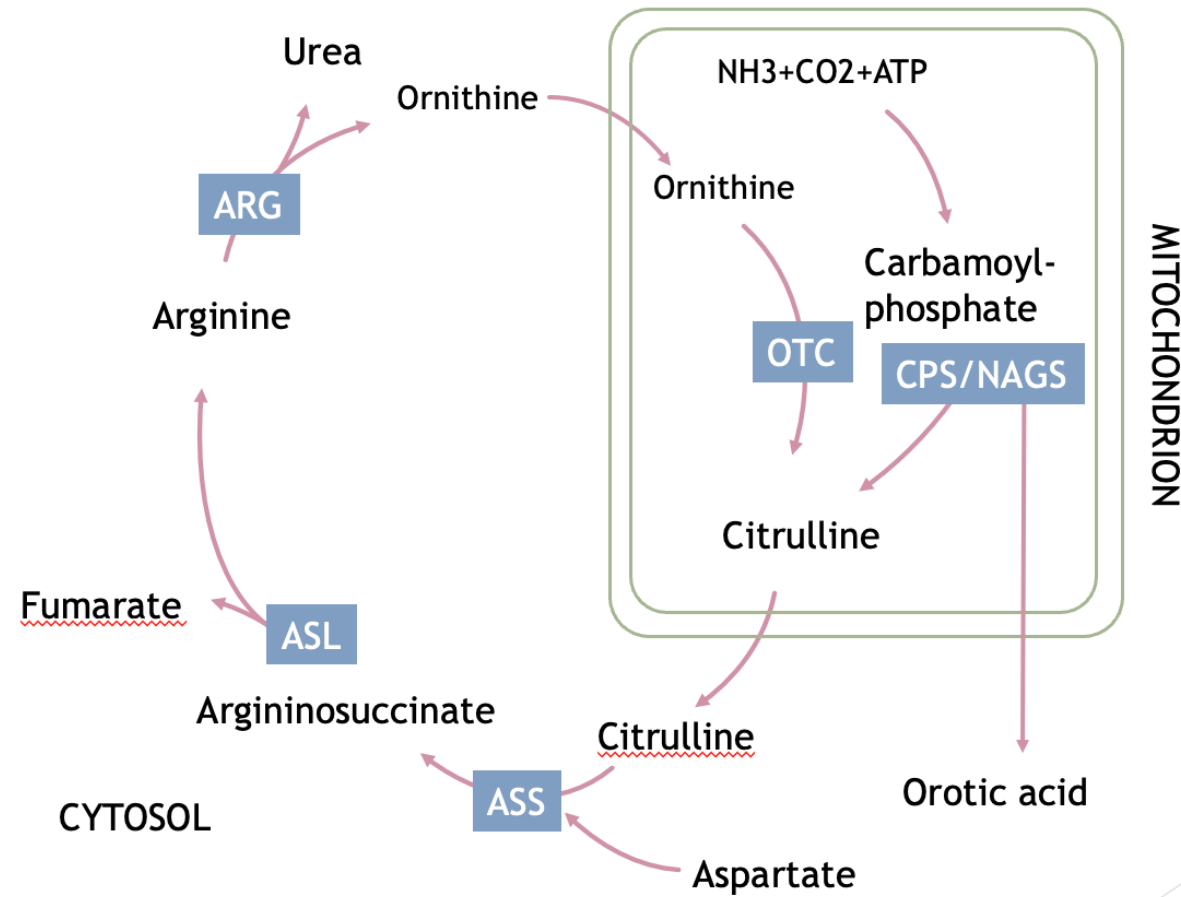 Urea
Ornithine
NH3+CO2+ATP
Ornithine
ARG
Carbamoyl-
phosphate
Arginine
OTC
CPS/NAGS
MITOCHONDRION
Citrulline
Fumarate
ASL
Argininosuccinate
Citrulline
Orotic acid
ASS
CYTOSOL
Aspartate